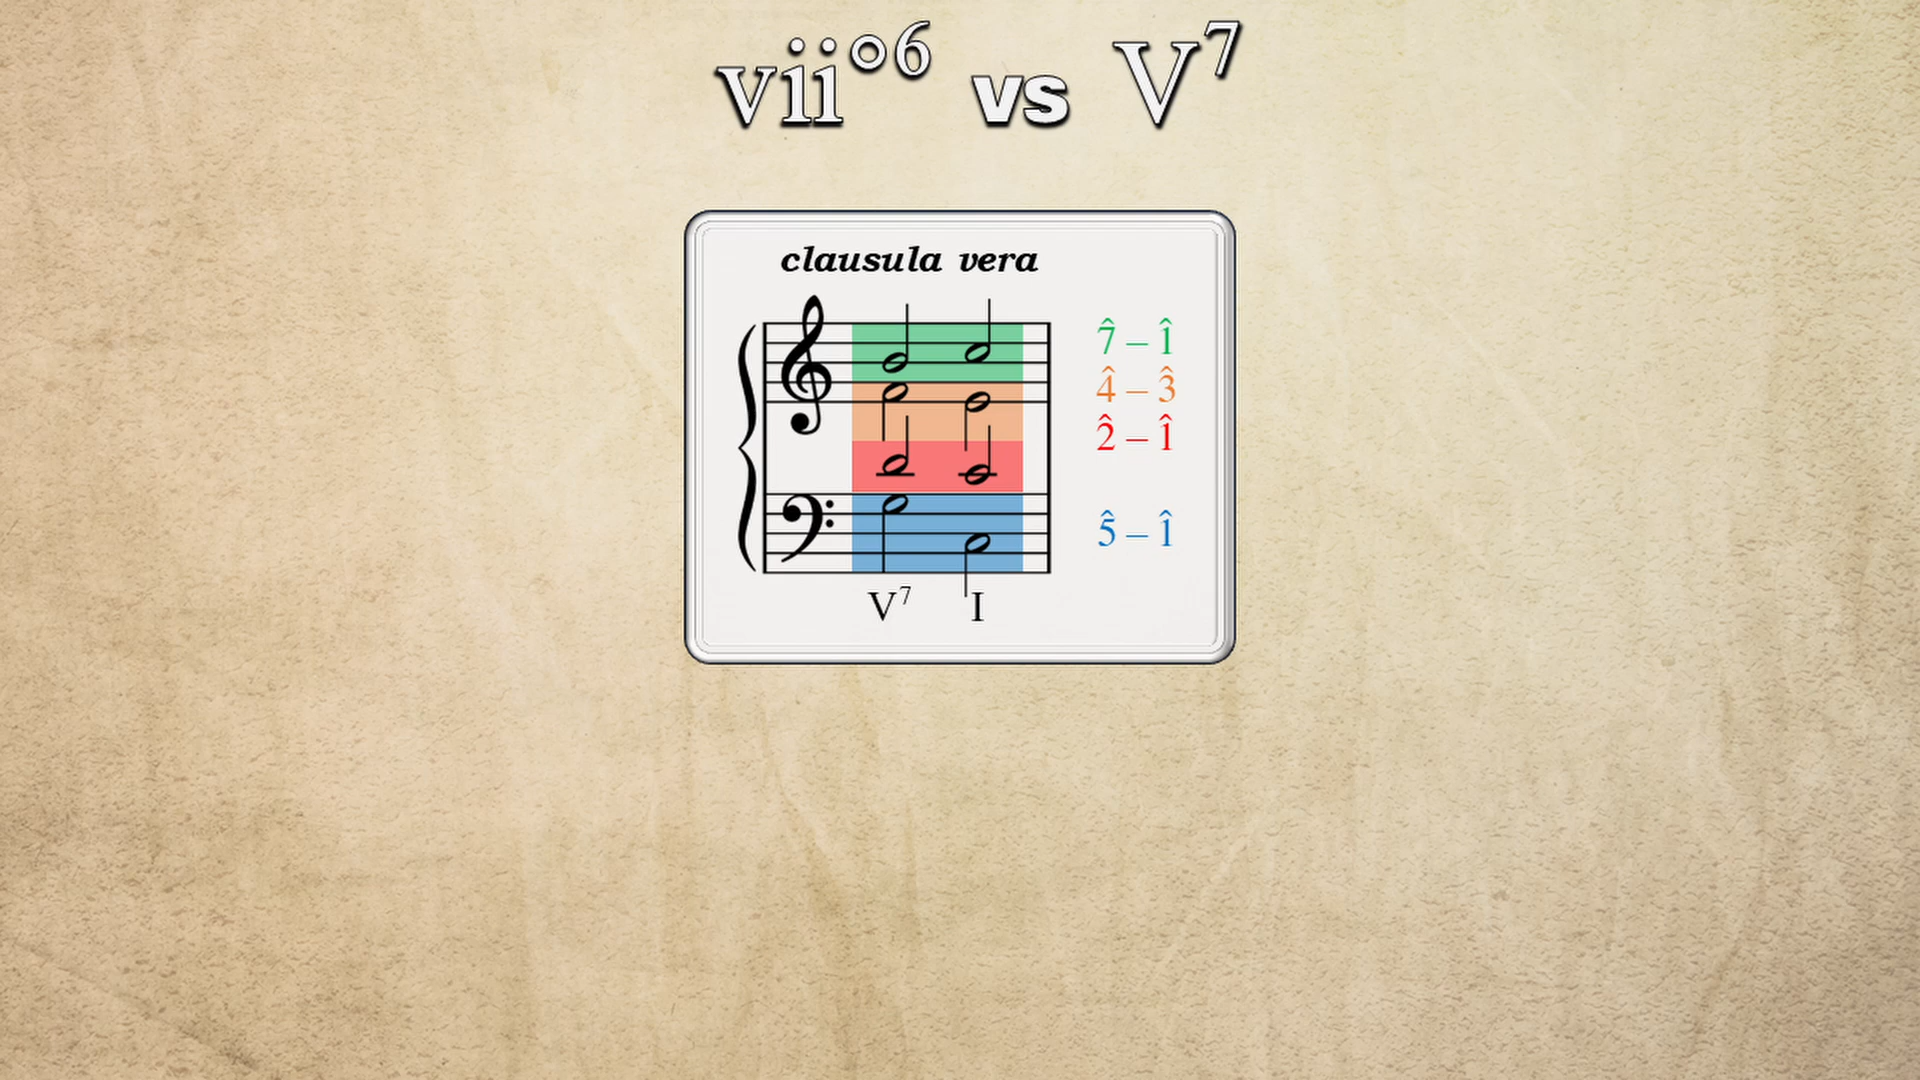 vii°⁶ vs V⁷
clausula vera
7̂ – 1̂
4̂ – 3̂
2̂ – 1̂
5̂ – 1̂
V⁷ I